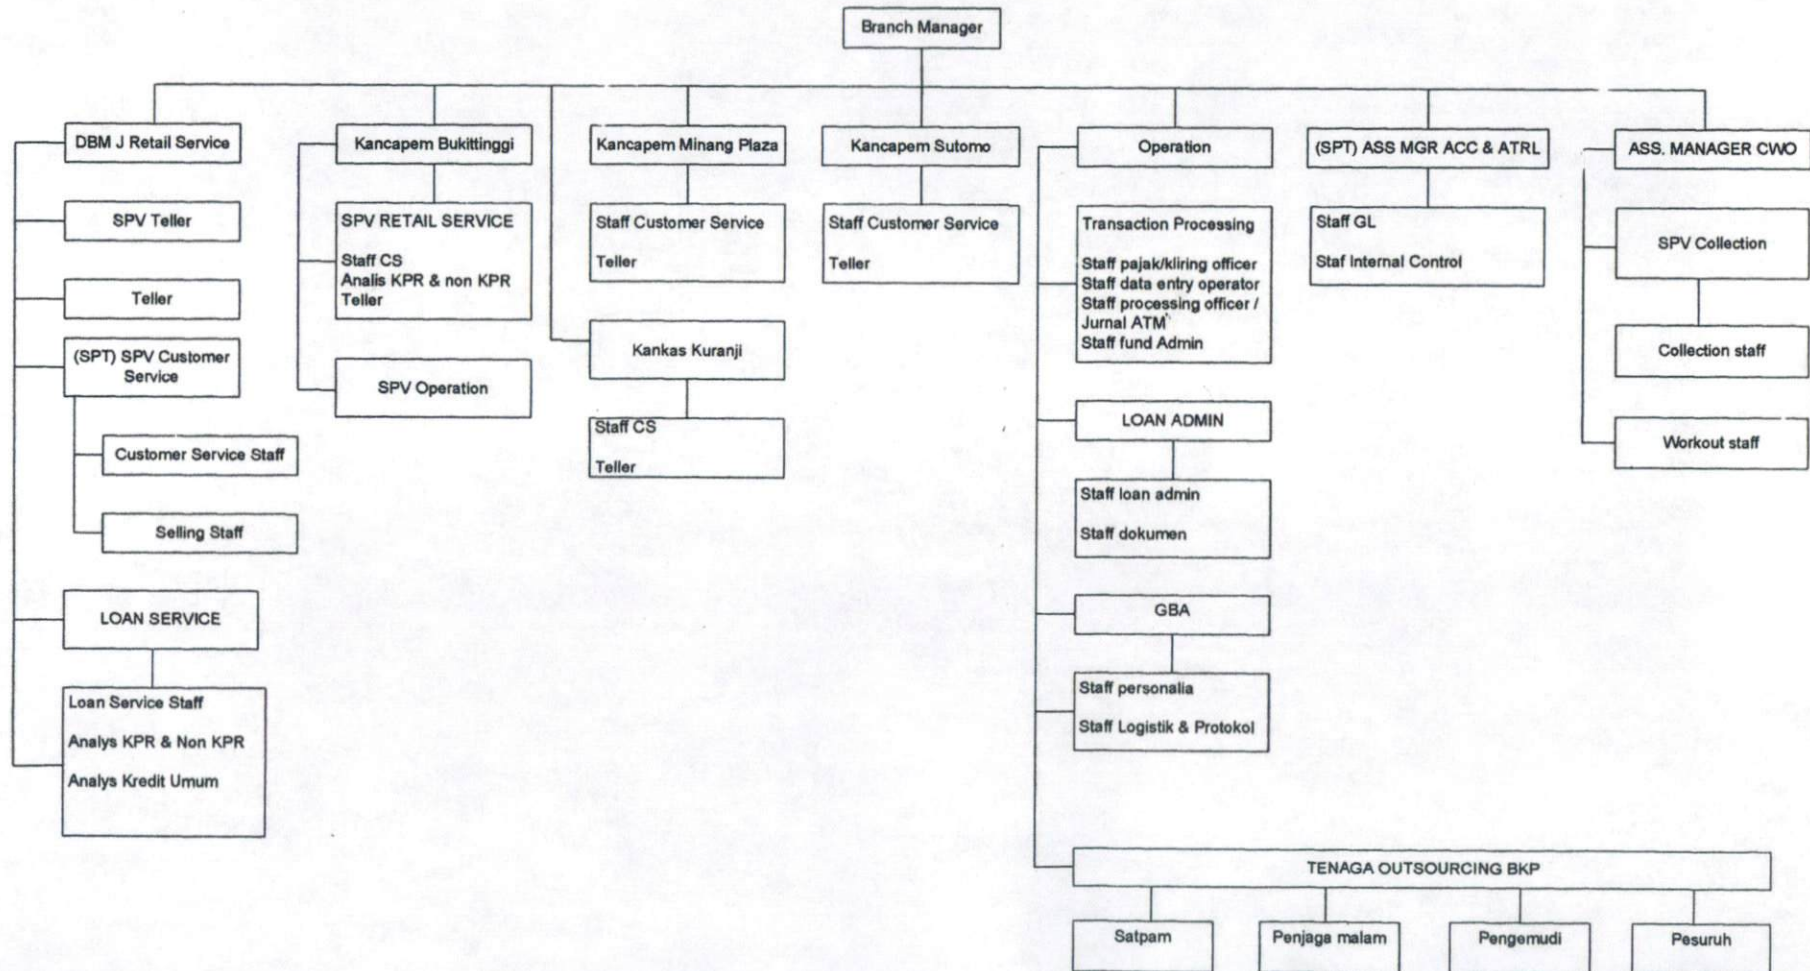 Branch Manager
DBM J Retail Service
Kancapem Bukittinggi
Kancapem Minang Plaza
Kancapem Sutomo
Operation
(SPT) ASS MGR ACC & ATRL
ASS. MANAGER CWO
SPV Teller
Teller
(SPT) SPV Customer
Service
Customer Service Staff
Selling Staff
LOAN SERVICE
Loan Service Staff
Analys KPR & Non KPR
Analys Kredit Umum
SPV RETAIL SERVICE
Staff CS
Analis KPR & non KPR
Teller
SPV Operation
Staff Customer Service
Teller
Kankas Kuranji
Staff CS
Teller
Staff Customer Service
Teller
Transaction Processing
Staff pajak/kliring officer
Staff data entry operator
Staff processing officer /
Jurnal ATM
Staff fund Admin
LOAN ADMIN
Staff loan admin
Staff dokumen
GBA
Staff personalia
Staff Logistik & Protokol
Staff GL
Staf Internal Control
SPV Collection
Collection staff
Workout staff
TENAGA OUTSOURCING BKP
Satpam
Penjaga malam
Pengemudi
Pesuruh